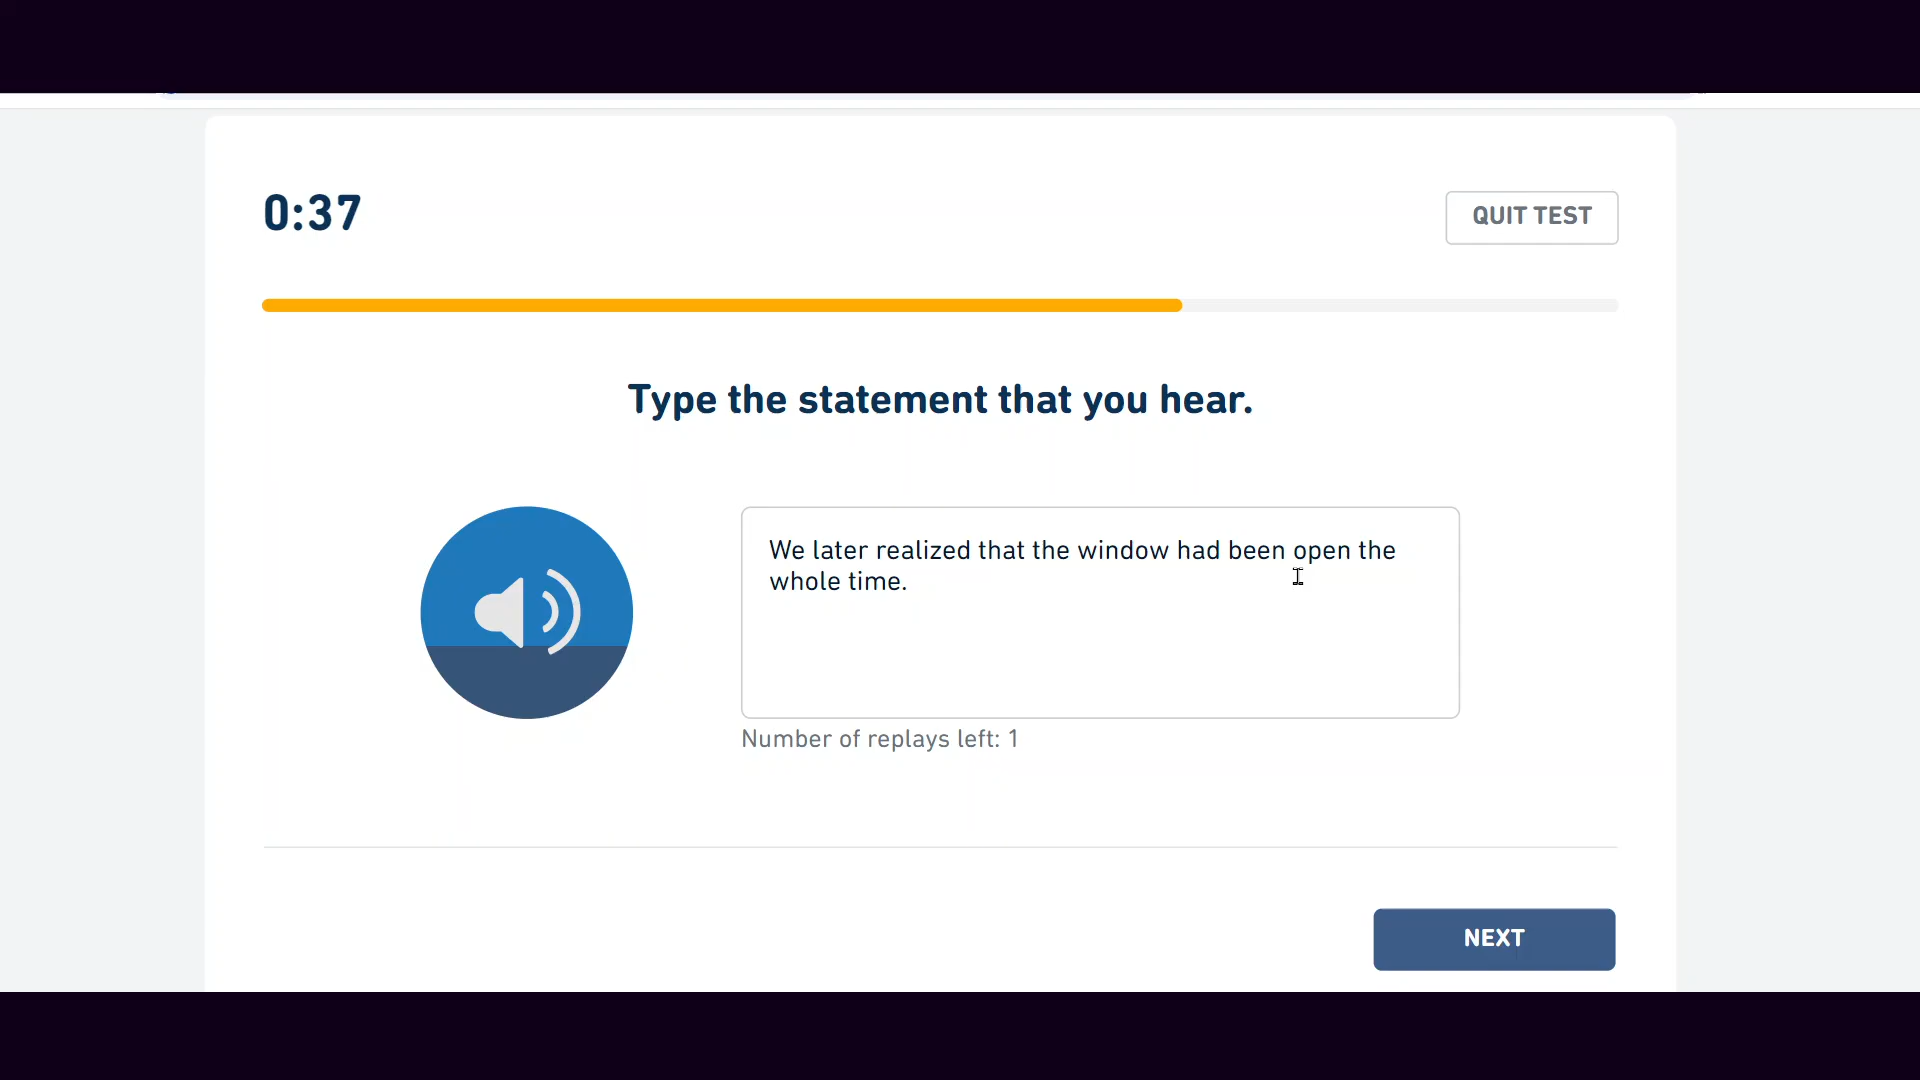 0:37
QUIT TEST
Type the statement that you hear.
We later realized that the window had been open the
whole time.
Number of replays left: 1
NEXT